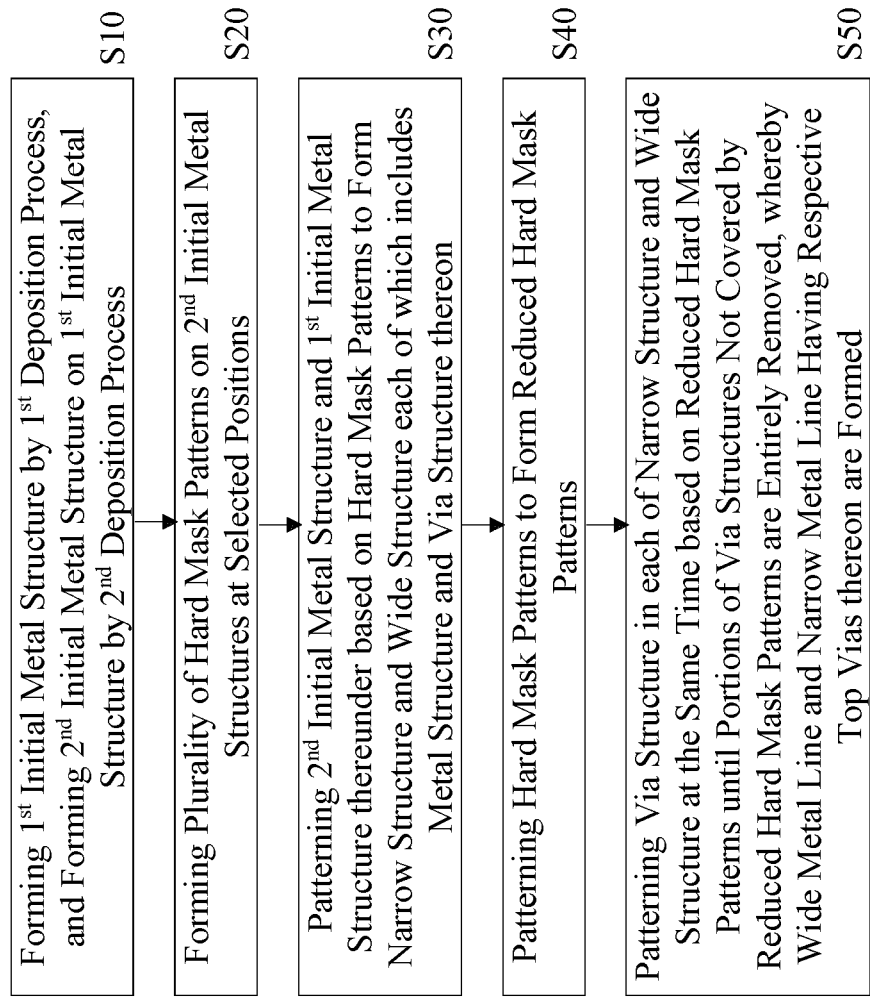 Forming 1st Initial Metal Structure by 1st Deposition Process,
and Forming 2nd Initial Metal Structure on 1st Initial Metal
Structure by 2nd Deposition Process
S10
Forming Plurality of Hard Mask Patterns on 2nd Initial Metal
Structures at Selected Positions
S20
Patterning 2nd Initial Metal Structure and 1st Initial Metal
Structure thereunder based on Hard Mask Patterns to Form
Narrow Structure and Wide Structure each of which includes
Metal Structure and Via Structure thereon
S30
Patterning Hard Mask Patterns to Form Reduced Hard Mask
Patterns
S40
Patterning Via Structure in each of Narrow Structure and Wide
Structure at the Same Time based on Reduced Hard Mask
Patterns until Portions of Via Structures Not Covered by
Reduced Hard Mask Patterns are Entirely Removed, whereby
Wide Metal Line and Narrow Metal Line Having Respective
Top Vias thereon are Formed
S50